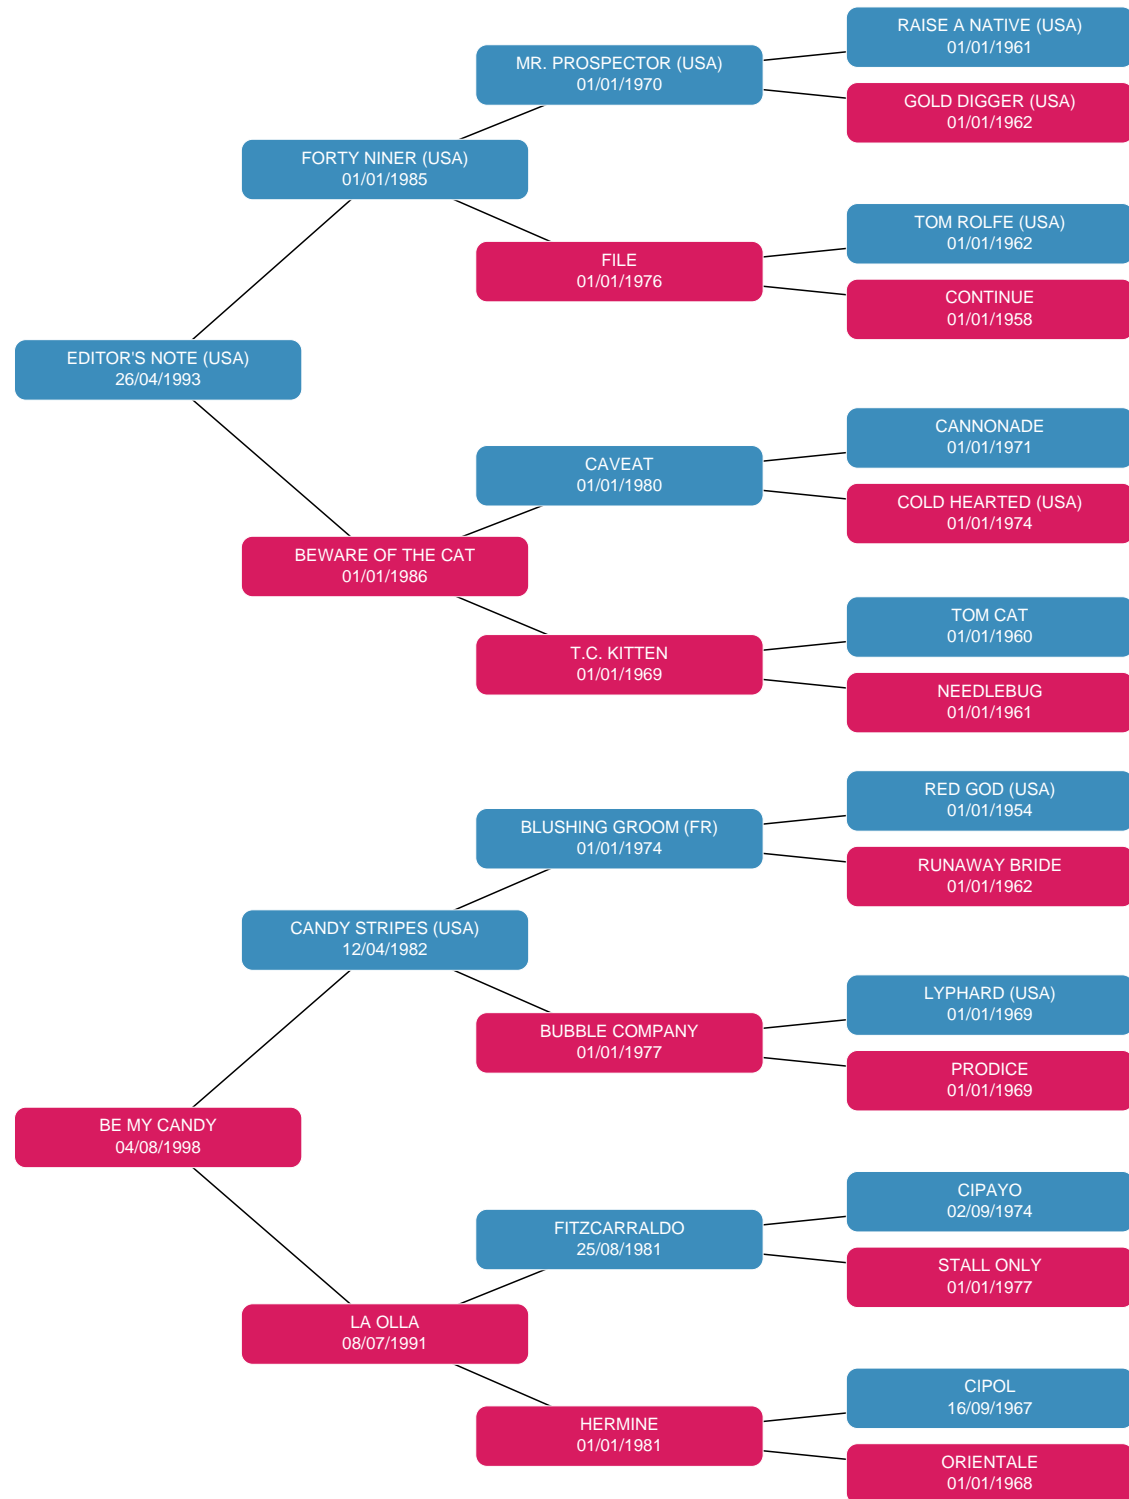 RAISE A NATIVE (USA)
01/01/1961
MR. PROSPECTOR (USA)
01/01/1970
GOLD DIGGER (USA)
01/01/1962
FORTY NINER (USA)
01/01/1985
TOM ROLFE (USA)
01/01/1962
FILE
01/01/1976
CONTINUE
01/01/1958
EDITOR'S NOTE (USA)
26/04/1993
CANNONADE
01/01/1971
CAVEAT
01/01/1980
COLD HEARTED (USA)
01/01/1974
BEWARE OF THE CAT
01/01/1986
TOM CAT
01/01/1960
T.C. KITTEN
01/01/1969
NEEDLEBUG
01/01/1961
RED GOD (USA)
01/01/1954
BLUSHING GROOM (FR)
01/01/1974
RUNAWAY BRIDE
01/01/1962
CANDY STRIPES (USA)
12/04/1982
LYPHARD (USA)
01/01/1969
BUBBLE COMPANY
01/01/1977
PRODICE
01/01/1969
BE MY CANDY
04/08/1998
CIPAYO
02/09/1974
FITZCARRALDO
25/08/1981
STALL ONLY
01/01/1977
LA OLLA
08/07/1991
CIPOL
16/09/1967
HERMINE
01/01/1981
ORIENTALE
01/01/1968